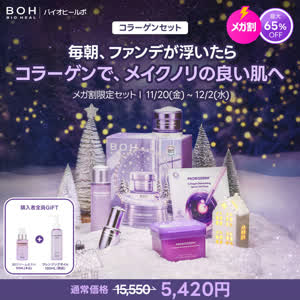 BOH
BIO HEAL
バイオヒールボ
メガ割
最大
65%
OFF
コラーゲンセット
毎朝、ファンデが浮いたら
コラーゲンで、メイクノリの良い肌へ
メガ割限定セット | 11/20(金) ~ 12/2(水)
BOH
PROBIODERM
購入者全員GIFT
PROBIODERM
通常価格 15,550 5,420円